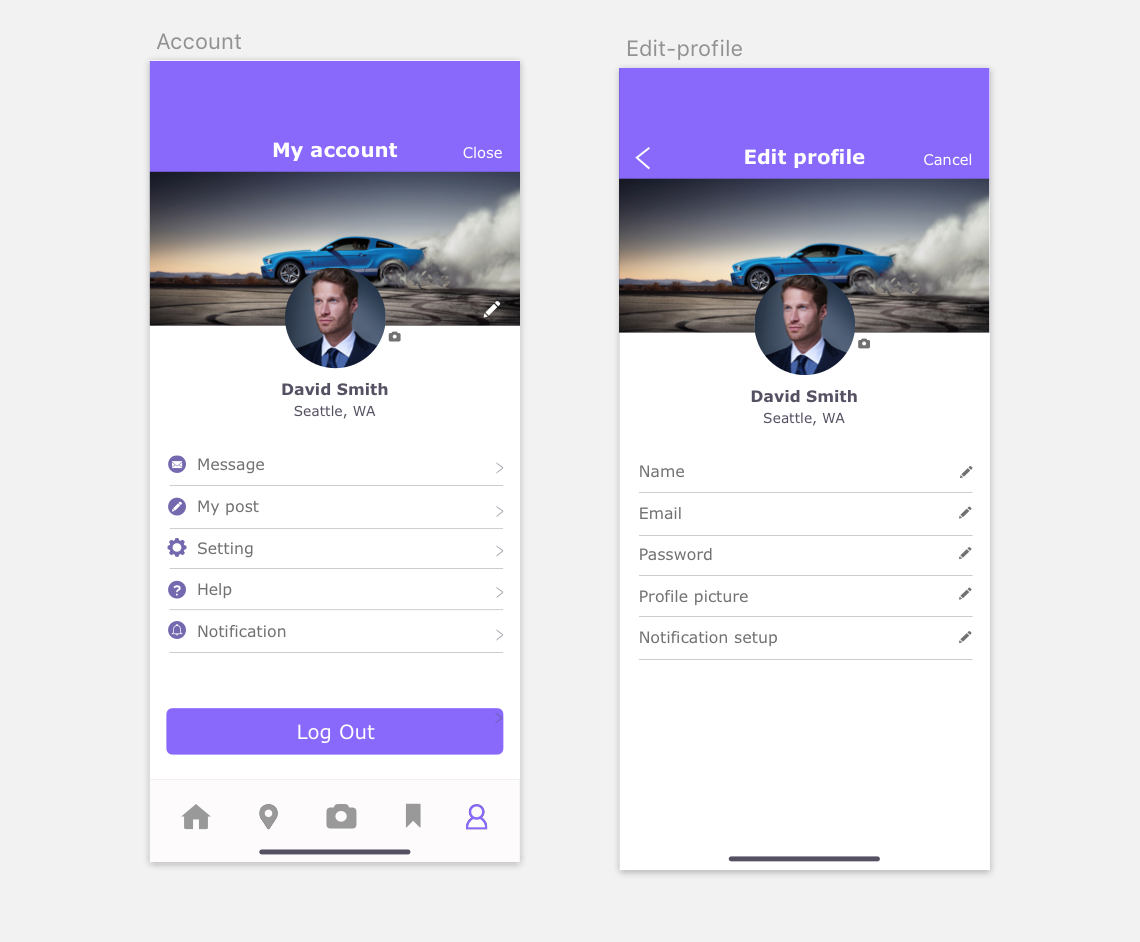 Account
My account
Close
David Smith
Seattle, WA
Message
My post
Setting
Help
Notification
Log Out
Edit-profile
Edit profile
Cancel
David Smith
Seattle, WA
Name
Email
Password
Profile picture
Notification setup